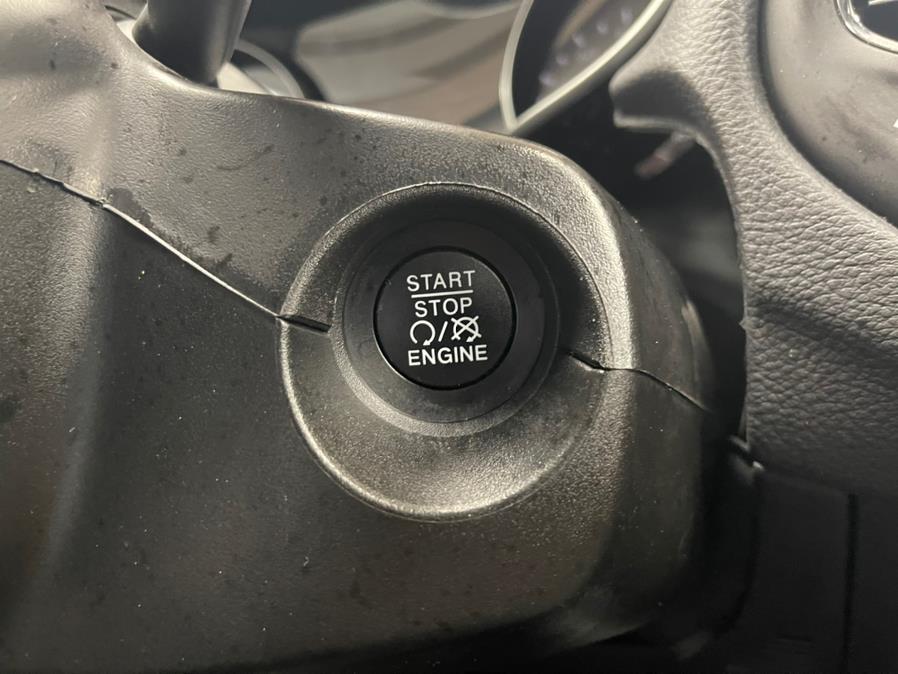 START
STOP
/
ENGINE